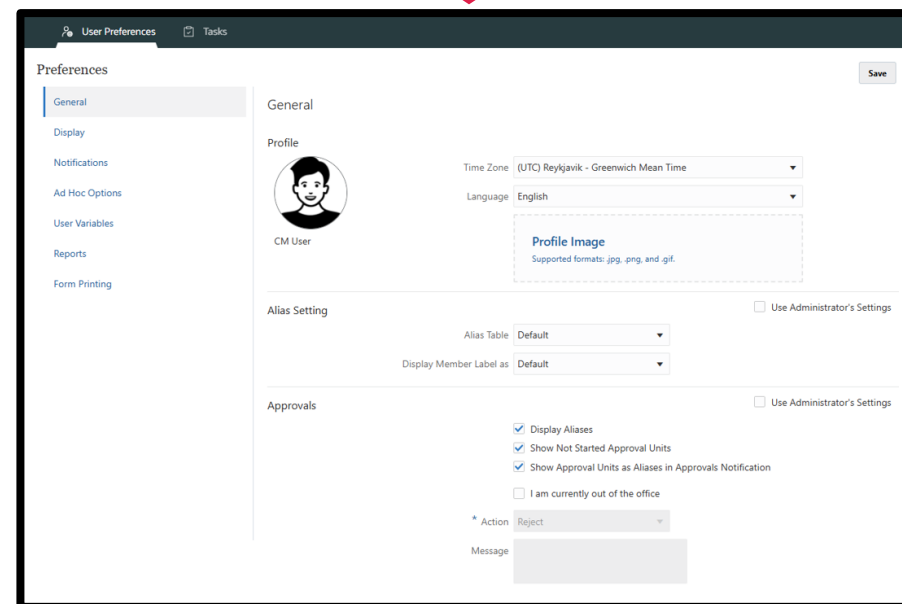 User Preferences Tasks
Preferences
Save
General
Display
Notifications
Ad Hoc Options
User Variables
Reports
Form Printing
General
Profile
CM User
Time Zone (UTC) Reykjavik - Greenwich Mean Time
Language English
Profile Image
Supported formats: .jpg, .png, and .gif.
Alias Setting
Use Administrator's Settings
Alias Table Default
Display Member Label as Default
Approvals
Use Administrator's Settings
Display Aliases
Show Not Started Approval Units
Show Approval Units as Aliases in Approvals Notification
I am currently out of the office
* Action Reject
Message